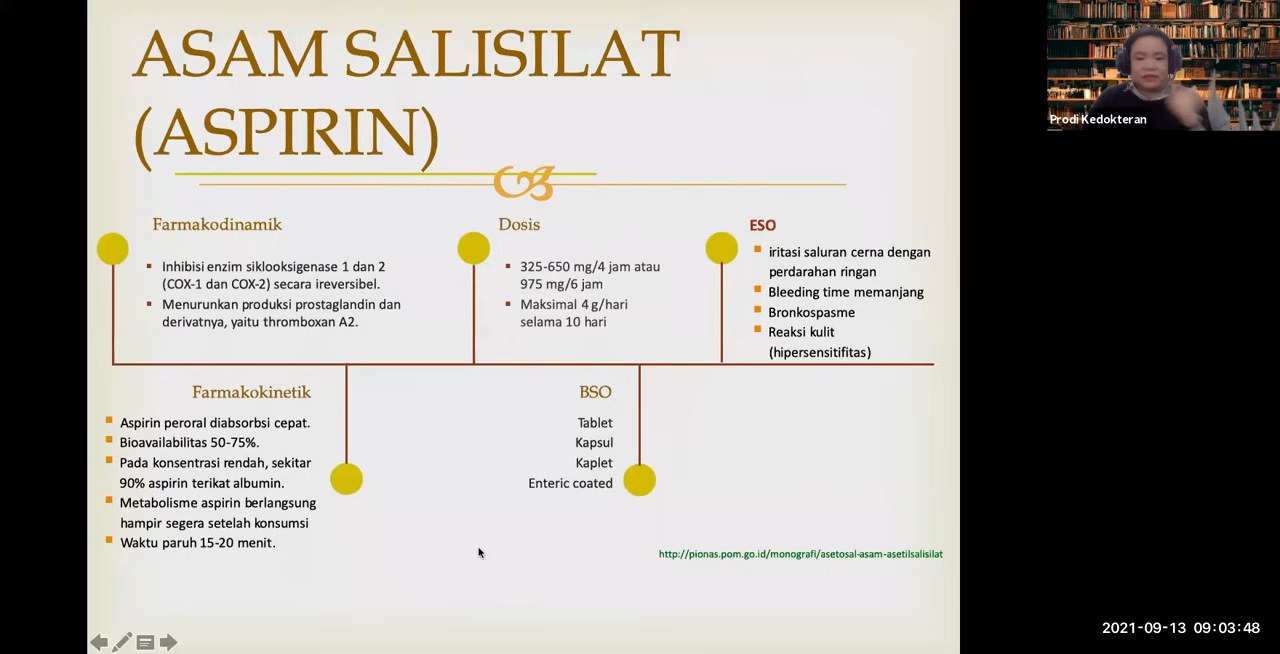 ASAM SALISILAT
(ASPIRIN)
Farmakodinamik
Inhibisi enzim siklooksigenase 1 dan 2
(COX-1 dan COX-2) secara ireversibel.
Menurunkan produksi prostaglandin dan
derivatnya, yaitu thromboxan A2.
Dosis
325-650 mg/4 jam atau
975 mg/6 jam
Maksimal 4 g/hari
selama 10 hari
ESO
iritasi saluran cerna dengan
perdarahan ringan
Bleeding time memanjang
Bronkospasme
Reaksi kulit
(hipersensitifitas)
Farmakokinetik
Aspirin peroral diabsorbsi cepat.
Bioavailabilitas 50-75%.
Pada konsentrasi rendah, sekitar
90% aspirin terikat albumin.
Metabolisme aspirin berlangsung
hampir segera setelah konsumsi
Waktu paruh 15-20 menit.
BSO
Tablet
Kapsul
Kaplet
Enteric coated
http://pionas.pom.go.id/monografi/asetosal-asam-asetilsalisilat
Prodi Kedokteran
2021-09-13 09:03:48